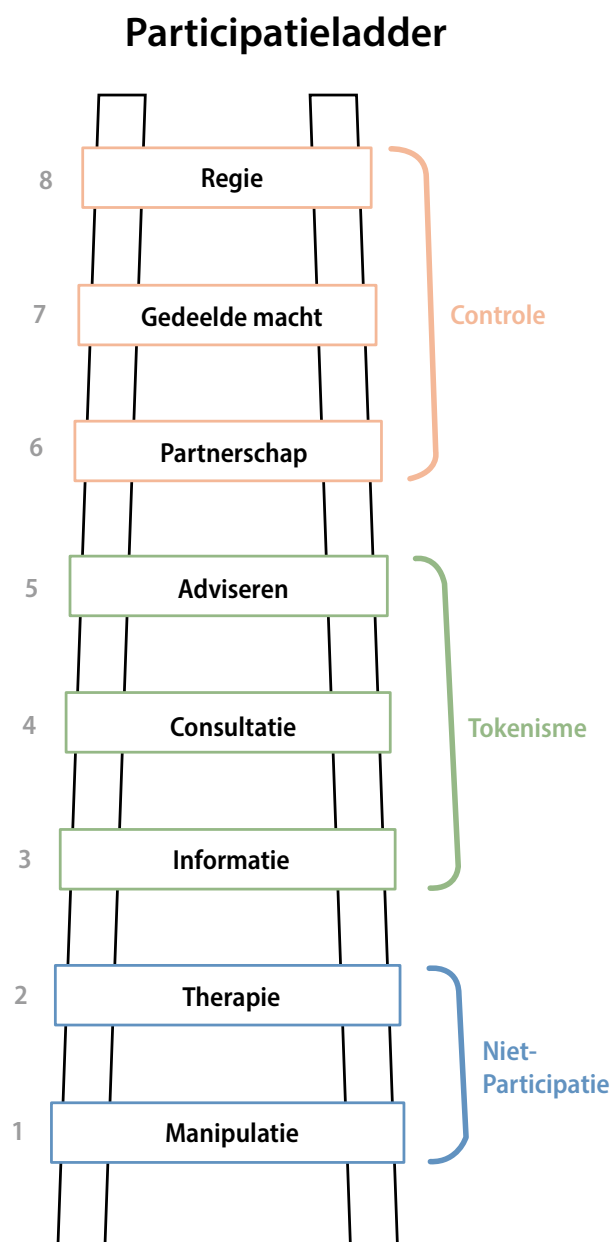 Participatieladder
8
Regie
7
Gedeelde macht
Controle
6
Partnerschap
5
Adviseren
4
Consultatie
Tokenisme
3
Informatie
2
Therapie
Niet-
Participatie
1
Manipulatie